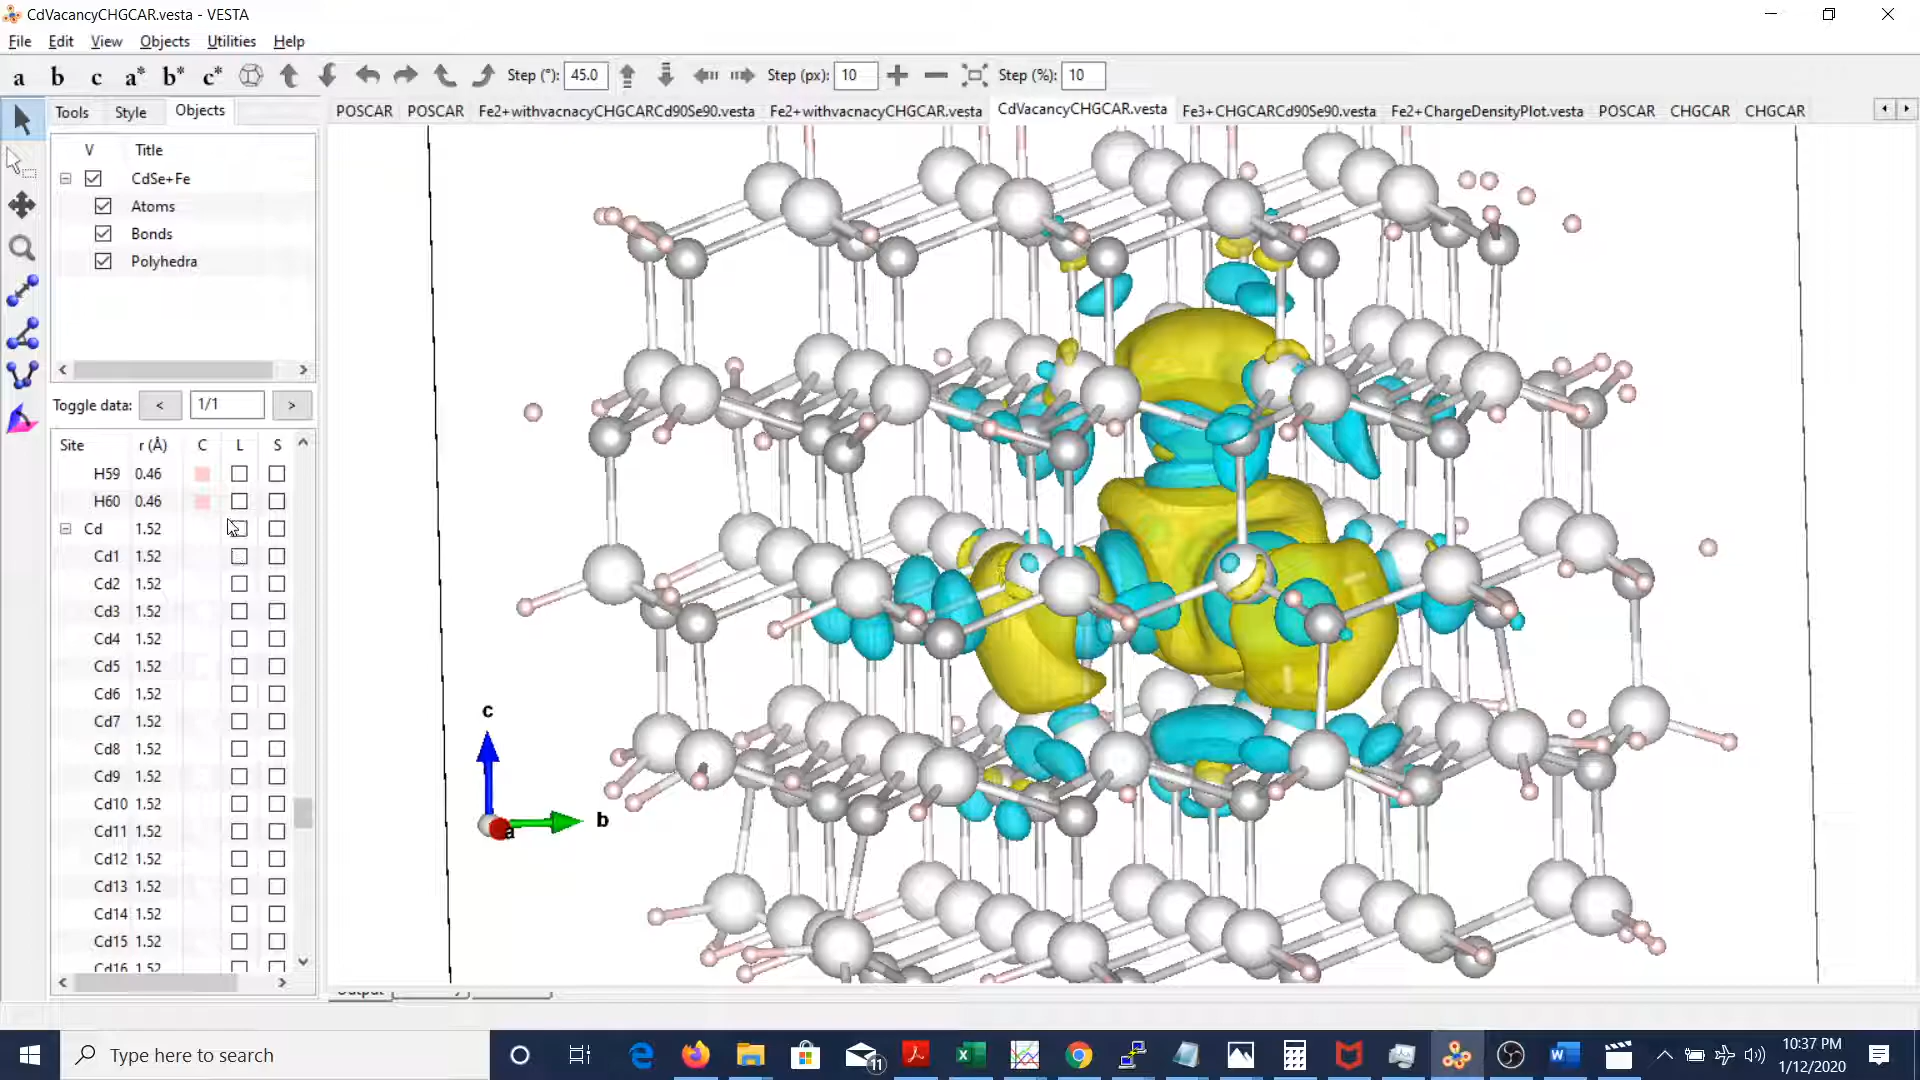 CdVacancyCHGCAR.vesta - VESTA
File Edit View Objects Utilities Help
a b c a* b* c* Step (°): 45.0 Step (px): 10 Step (%): 10
Tools Style Objects
POSCAR POSCAR Fe2+withvacnacyCHGCARCd90Se90.vesta Fe2+withvacnacyCHGCAR.vesta CdVacancyCHGCAR.vesta Fe3+CHGCARCd90Se90.vesta Fe2+ChargeDensityPlot.vesta POSCAR CHGCAR CHGCAR
V Title
CdSe+Fe
Atoms
Bonds
Polyhedra
Toggle data: < 1/1 >
Site r (Å) C L S
H59 0.46
H60 0.46
Cd 1.52
Cd1 1.52
Cd2 1.52
Cd3 1.52
Cd4 1.52
Cd5 1.52
Cd6 1.52
Cd7 1.52
Cd8 1.52
Cd9 1.52
Cd10 1.52
Cd11 1.52
Cd12 1.52
Cd13 1.52
Cd14 1.52
Cd15 1.52
Cd16 1.52
c
b
a
Output
Type here to search
11
10:37 PM
1/12/2020